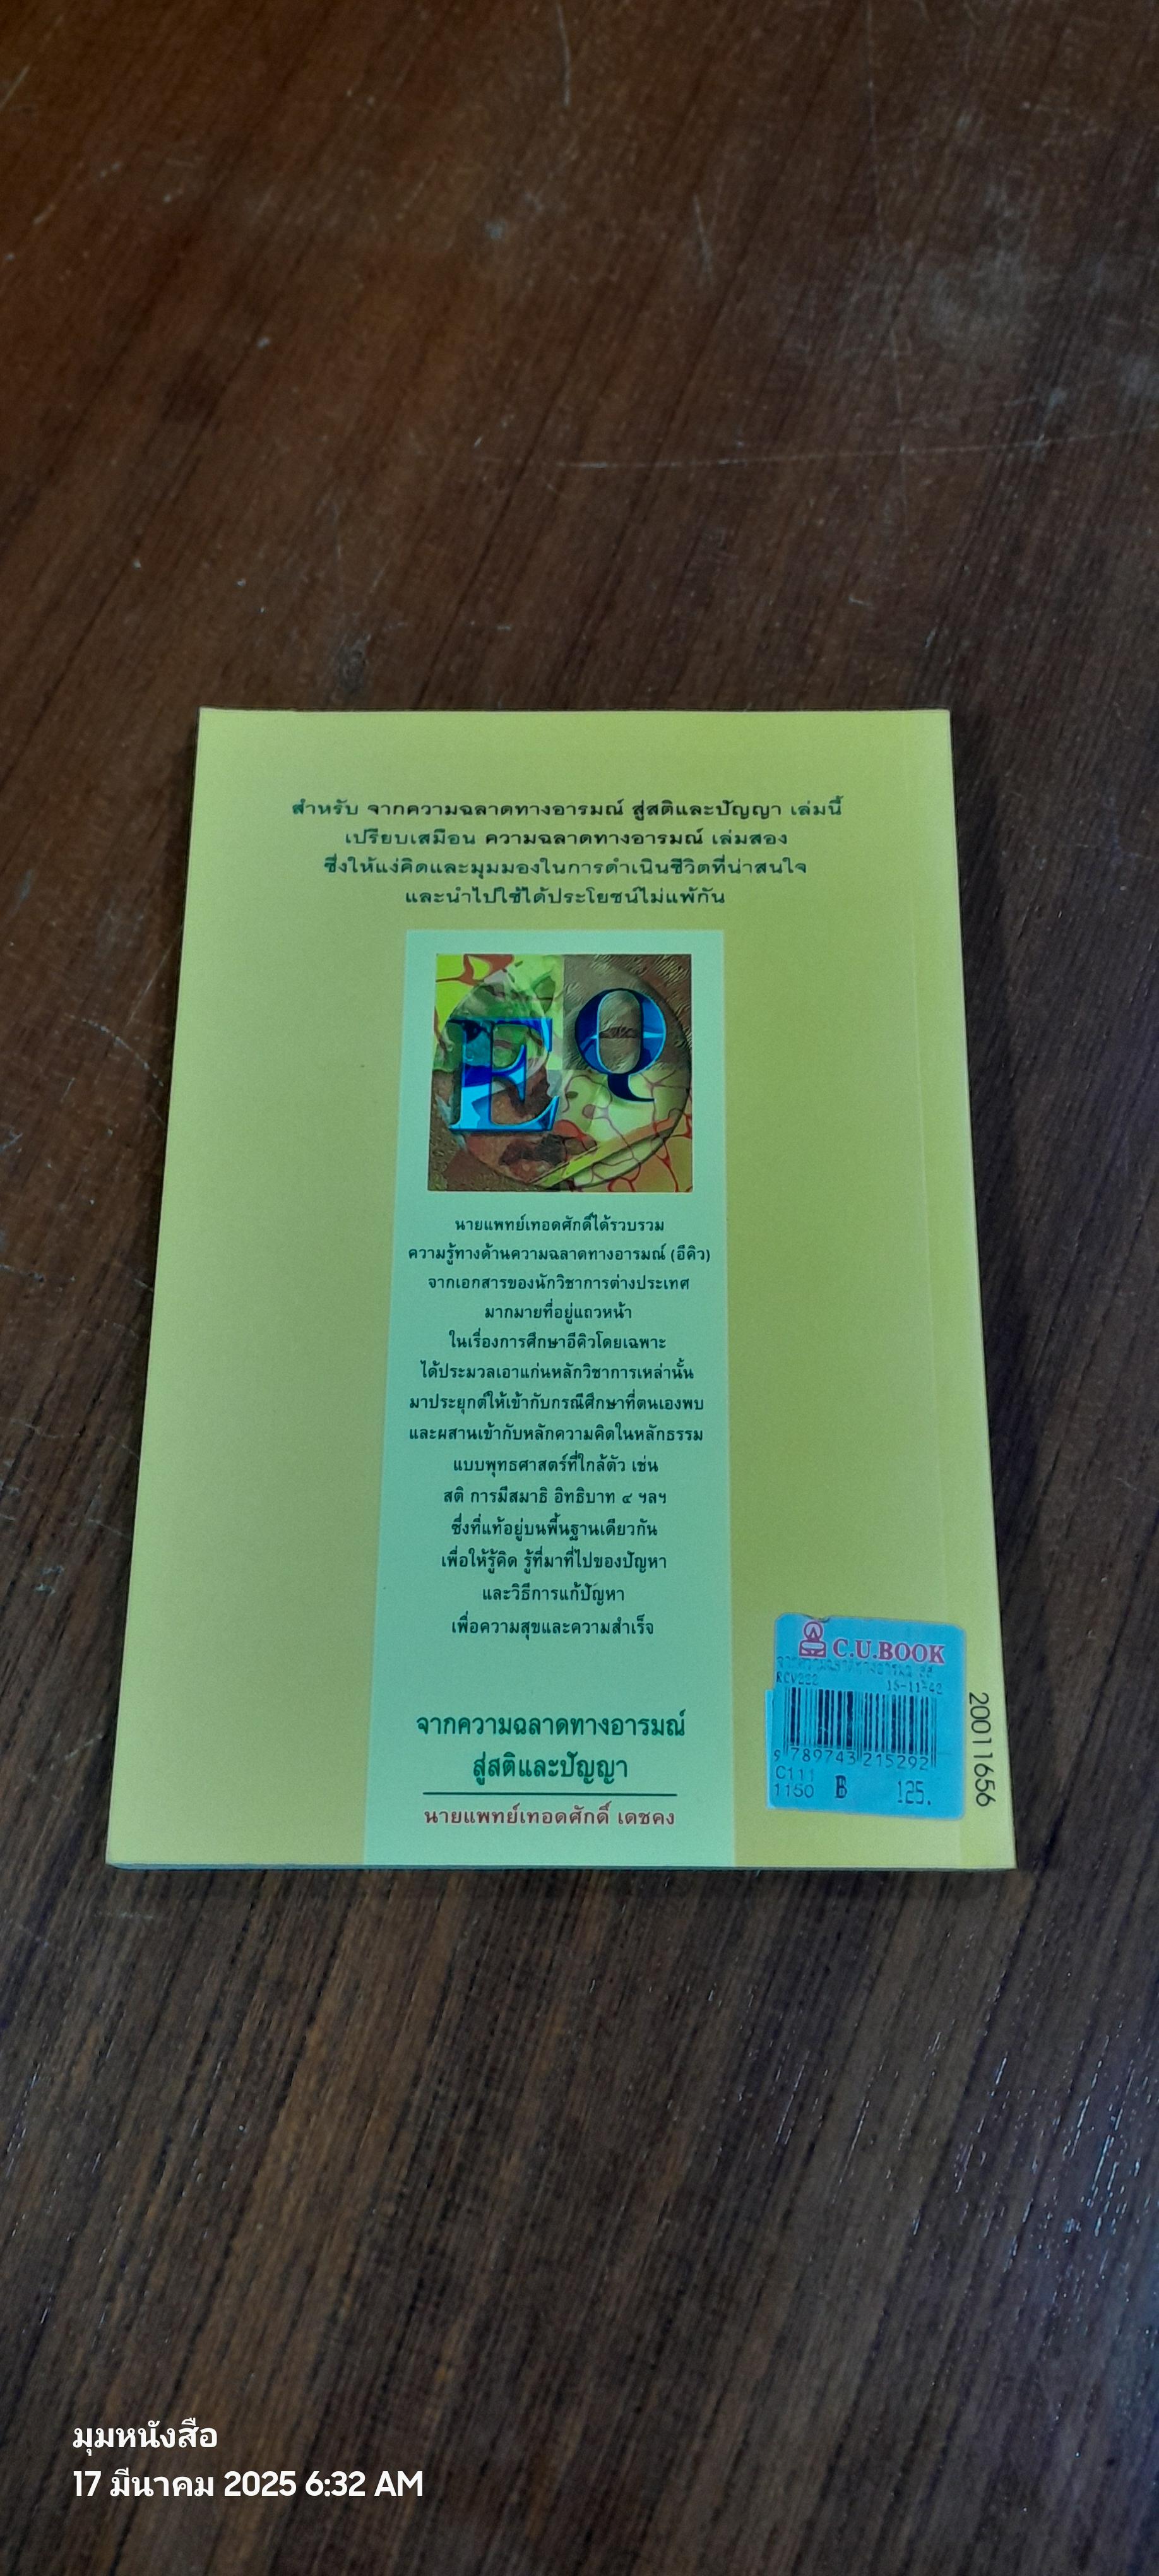 สำหรับ จากความฉลาดทางอารมณ์ สู่สติและปัญญา เล่มนี้
เปรียบเสมือน ความฉลาดทางอารมณ์ เล่มสอง
ซึ่งให้แง่คิดและมุมมองในการดำเนินชีวิตที่น่าสนใจ
และนำไปใช้ได้ประโยชน์ไม่แพ้กัน
EQ
นายแพทย์เทอดศักดิ์ได้รวบรวม
ความรู้ทางด้านความฉลาดทางอารมณ์ (อีคิว)
จากเอกสารของนักวิชาการต่างประเทศ
มากมายที่อยู่แถวหน้า
ในเรื่องการศึกษาอีคิวโดยเฉพาะ
ได้ประมวลเอาแก่นหลักวิชาการเหล่านั้น
มาประยุกต์ให้เข้ากับกรณีศึกษาที่ตนเองพบ
และผสานเข้ากับหลักความคิดในหลักธรรม
แบบพุทธศาสตร์ที่ใกล้ตัว เช่น
สติ การมีสมาธิ อิทธิบาท ๔ ฯลฯ
ซึ่งที่แท้อยู่บนพื้นฐานเดียวกัน
เพื่อให้รู้คิด รู้ที่มาที่ไปของปัญหา
และวิธีการแก้ปัญหา
เพื่อความสุขและความสำเร็จ
จากความฉลาดทางอารมณ์
สู่สติและปัญญา
นายแพทย์เทอดศักดิ์ เดชคง
C.U.BOOK
15-11-42
9 789743 215292
C111
1150 B 125.
20011656
มุมหนังสือ
17 มีนาคม 2025 6:32 AM